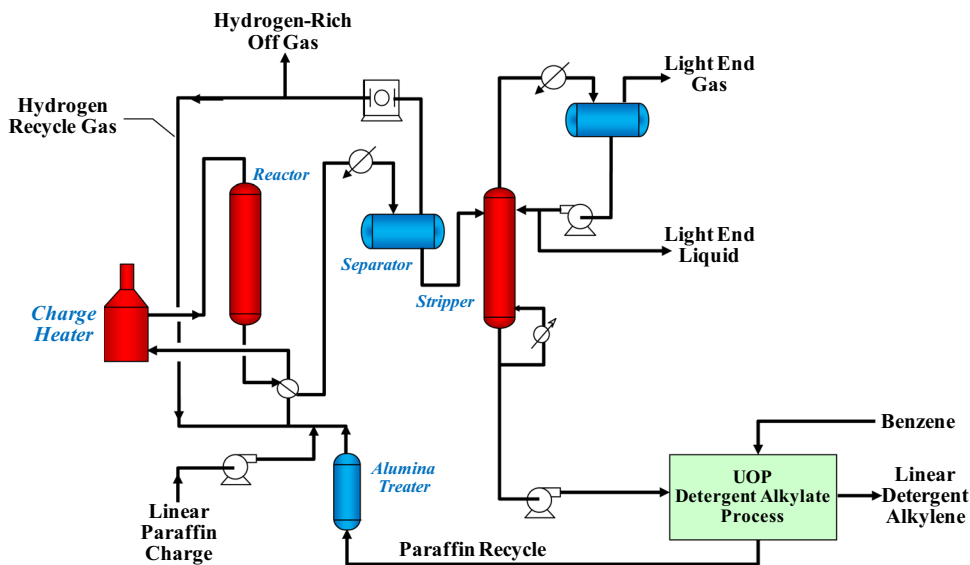 Hydrogen-Rich
Off Gas
Light End
Gas
Hydrogen
Recycle Gas
Reactor
Separator
Stripper
Light End
Liquid
Charge
Heater
Benzene
Alumina
Treater
UOP
Detergent Alkylate
Process
Linear
Detergent
Alkylene
Linear
Paraffin
Charge
Paraffin Recycle